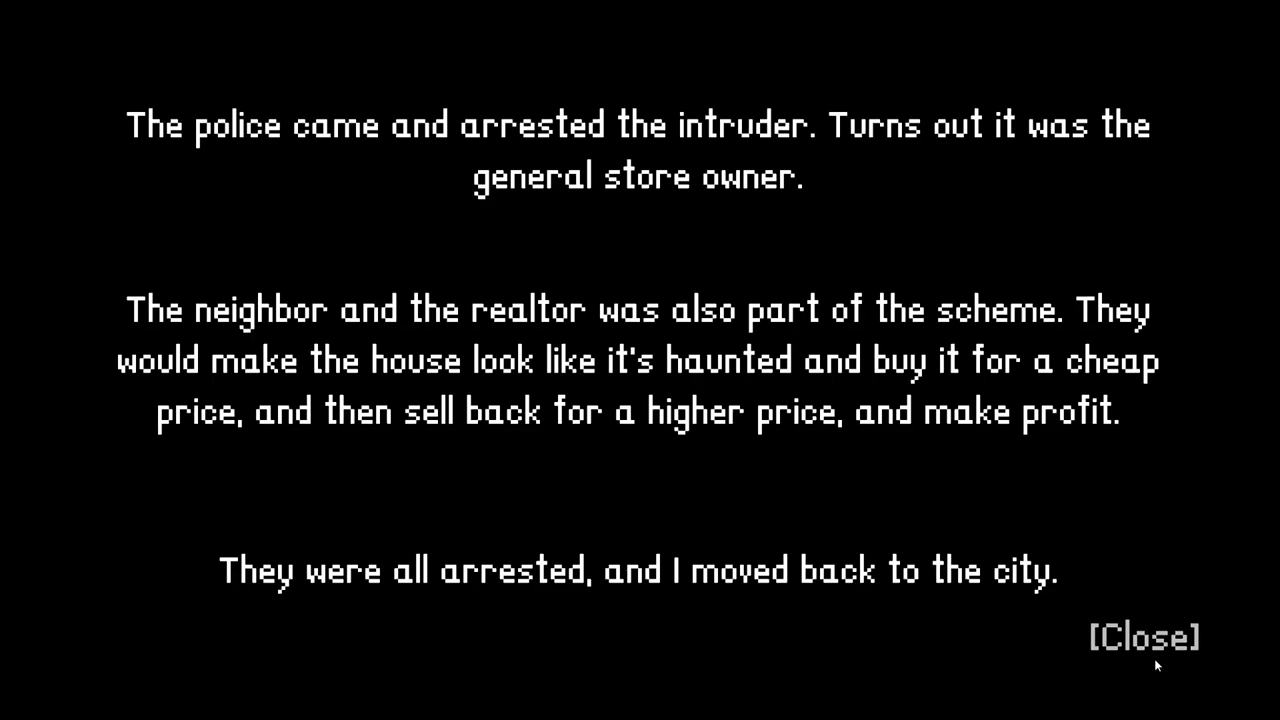 The police came and arrested the intruder. Turns out it was the
general store owner.
The neighbor and the realtor was also part of the scheme. They
would make the house look like it's haunted and buy it for a cheap
price, and then sell back for a higher price, and make profit.
They were all arrested, and I moved back to the city.
[Close]